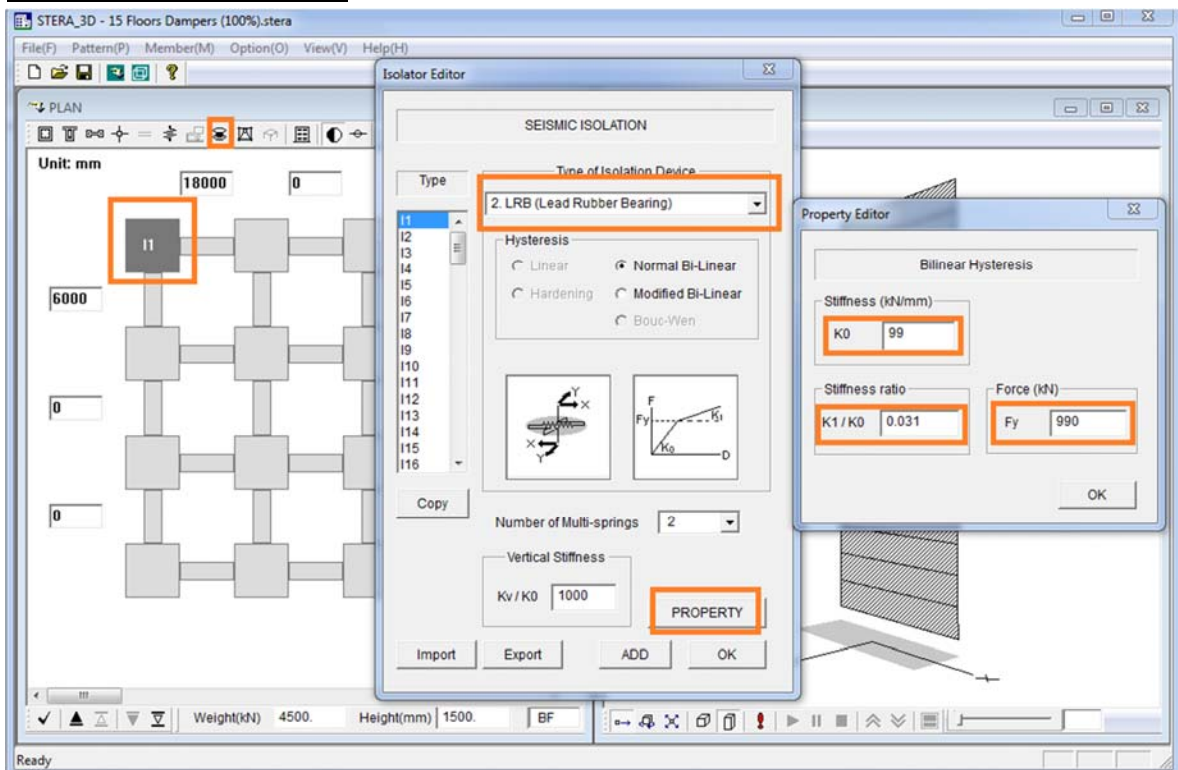 STERA_3D - 15 Floors Dampers (100%).stera
File(F) Pattern(P) Member(M) Option(O) View(V) Help(H)
PLAN
Unit: mm
18000 0
I1
6000
0
0
Weight(kN) 4500. Height(mm) 1500. BF
Ready
Isolator Editor
SEISMIC ISOLATION
Type
I1
I2
I3
I4
I5
I6
I7
I8
I9
I10
I11
I12
I13
I14
I15
I16
Copy
Type of Isolation Device
2. LRB (Lead Rubber Bearing)
Hysteresis
Linear Normal Bi-Linear
Hardening Modified Bi-Linear
Bouc-Wen
Y
X
X
Y
F
Fy
K1
K0
D
Number of Multi-springs 2
Vertical Stiffness
Kv / K0 1000
PROPERTY
Import Export ADD OK
Property Editor
Bilinear Hysteresis
Stiffness (kN/mm)
K0 99
Stiffness ratio Force (kN)
K1 / K0 0.031 Fy 990
OK